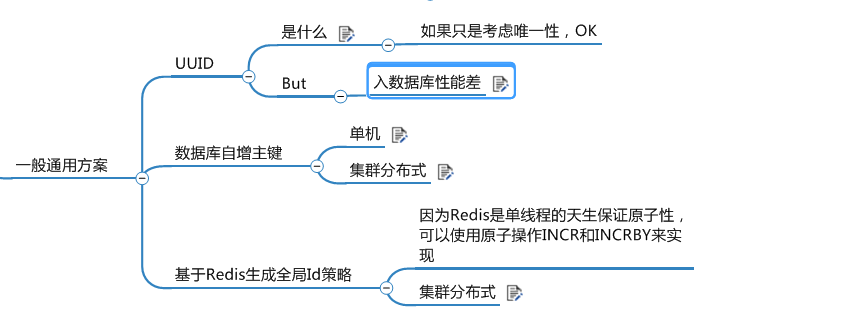 是什么
如果只是考虑唯一性，OK
UUID
But
入数据库性能差
单机
数据库自增主键
一般通用方案
集群分布式
因为Redis是单线程的天生保证原子性，
可以使用原子操作INCR和INCRBY来实
现
基于Redis生成全局Id策略
集群分布式